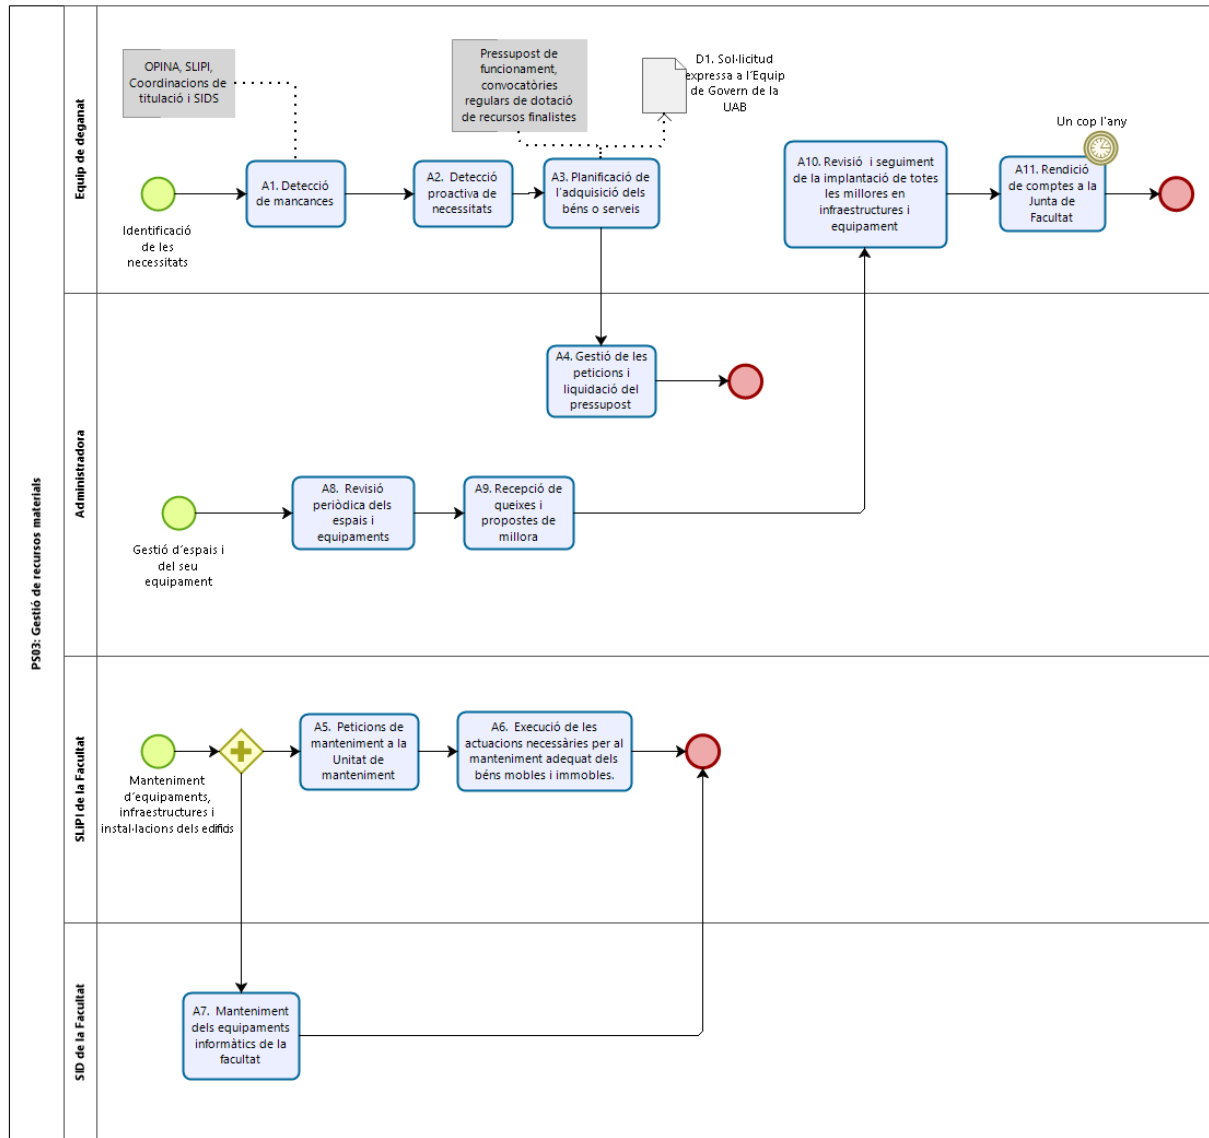 PS03: Gestió de recursos materials
Equip de deganat
OPINA, SLIPI,
Coordinacions de
titulació i SIDS
Pressupost de
funcionament,
convocatòries
regulars de dotació
de recursos finalistes
D1. Sol·licitud
expressa a l´Equip
de Govern de la
UAB
Un cop l'any
Identificació
de les
necessitats
A1. Detecció
de mancances
A2. Detecció
proactiva de
necessitats
A3. Planificació de
l´adquisició dels
béns o serveis
A10. Revisió i seguiment
de la implantació de totes
les millores en
infraestructures i
equipament
A11. Rendició
de comptes a la
Junta de
Facultat
Administradora
A4. Gestió de les
peticions i
liquidació del
pressupost
Gestió d´espais i
del seu
equipament
A8. Revisió
periòdica dels
espais i
equipaments
A9. Recepció de
queixes i
propostes de
millora
SLiPI de la Facultat
Manteniment
d´equipaments,
infraestructures i
instal·lacions dels edificis
A5. Peticions de
manteniment a la
Unitat de
manteniment
A6. Execució de les
actuacions necessàries per al
manteniment adequat dels
béns mobles i immobles.
SID de la Facultat
A7. Manteniment
dels equipaments
informàtics de la
facultat